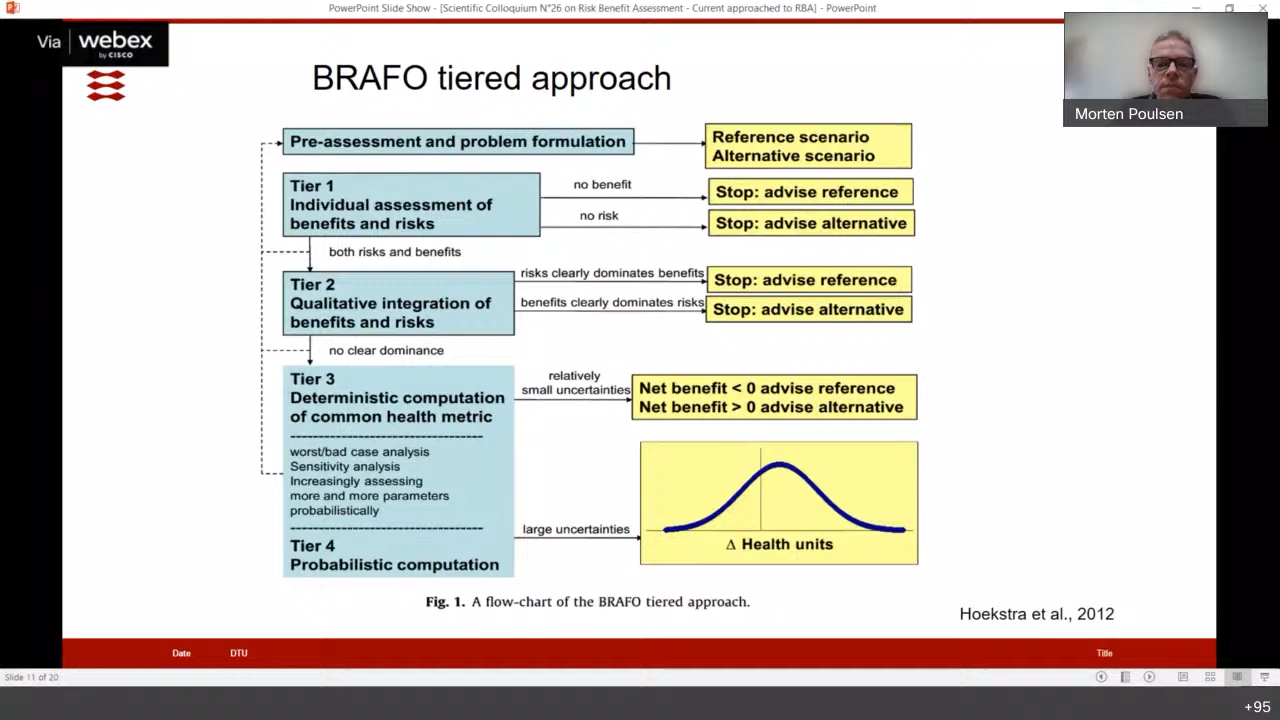 PowerPoint Slide Show - [Scientific Colloquium N°26 on Risk Benefit Assessment - Current approached to RBA] - PowerPoint
Via webex
by CISCO
Morten Poulsen
BRAFO tiered approach
Pre-assessment and problem formulation
Reference scenario
Alternative scenario
Tier 1
Individual assessment of
benefits and risks
no benefit
Stop: advise reference
no risk
Stop: advise alternative
both risks and benefits
Tier 2
Qualitative integration of
benefits and risks
risks clearly dominates benefits
Stop: advise reference
benefits clearly dominates risks
Stop: advise alternative
no clear dominance
Tier 3
Deterministic computation
of common health metric
relatively
small uncertainties
Net benefit < 0 advise reference
Net benefit > 0 advise alternative
worst/bad case analysis
Sensitivity analysis
Increasingly assessing
more and more parameters
probabilistically
Tier 4
Probabilistic computation
large uncertainties
Δ Health units
Fig. 1. A flow-chart of the BRAFO tiered approach.
Hoekstra et al., 2012
Date DTU Title
Slide 11 of 20
+95